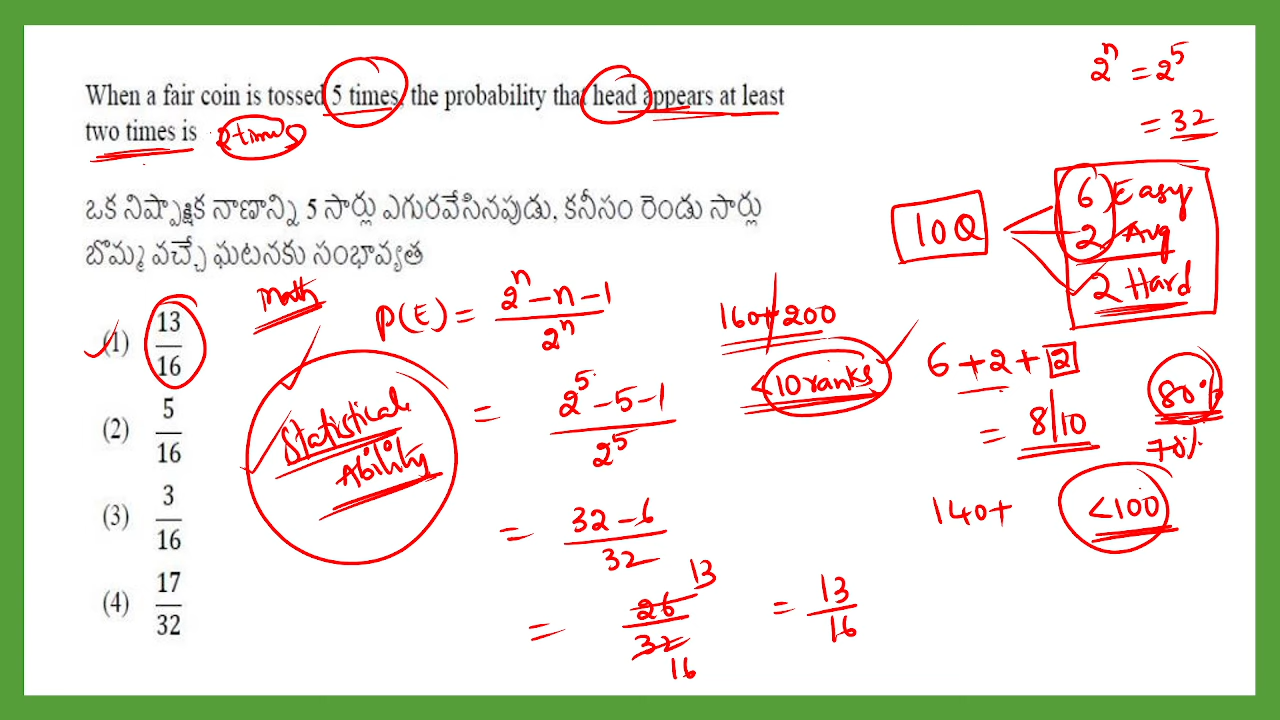 When a fair coin is tossed 5 times, the probability that head appears at least
two times is 2 times
ఒక నిష్పాక్షిక నాణాన్ని 5 సార్లు ఎగురవేసినపుడు, కనీసం రెండు సార్లు
బొమ్మ వచ్చే ఘటనకు సంభావ్యత
(1) 13/16
(2) 5/16
(3) 3/16
(4) 17/32
Math
Statistical
Ability
P(E) = 2ⁿ-n-1/2ⁿ
= 2⁵-5-1/2⁵
= 32-6/32
= 26/32 13 16
= 13/16
2ⁿ = 2⁵
= 32
10Q
6 Easy
2 Avg
2 Hard
160+ 200
<10 ranks
6+2+2
= 8/10
80%
70%
140+ <100